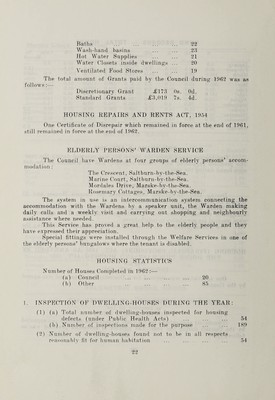 Baths ... 22
Wash-hand basins ... 23
Hot Water Supplies ... 21
Water Closets inside dwellings ... 20
Ventilated Food Stores ... 19
The total amount of Grants paid by the Council during 1962 was as
follows:—
Discretionary Grant £173 0s. 0d.
Standard Grants £3,019 7s. 4d.
HOUSING REPAIRS AND RENTS ACT, 1954
One Certificate of Disrepair which remained in force at the end of 1961,
still remained in force at the end of 1962.
ELDERLY PERSONS' WARDEN SERVICE
The Council have Wardens at four groups of elderly persons' accom-
modation:
The Crescent, Saltburn-by-the-Sea.
Marine Court, Saltburn-by-the-Sea.
Mordales Drive, Marske-by-the-Sea.
Rosemary Cottages, Marske-by-the-Sea.
The system in use is an intercommunication system connecting the
accommodation with the Wardens by a speaker unit, the Warden making
daily calls and a weekly visit and carrying out shopping and neighbourly
assistance where needed.
This Service has proved a great help to the elderly people and they
have expressed their appreciation.
Special fittings were installed through the Welfare Services in one of
the elderly persons' bungalows where the tenant is disabled.
HOUSING STATISTICS
Number of Houses Completed in 1962:—
(a) Council ... 20
(b) Other ... 85
1. INSPECTION OF DWELLING-HOUSES DURING THE YEAR:
(1) (a) Total number of dwelling-houses inspected for housing
defects (under Public Health Acts) ... 54
(b) Number of inspections made for the purpose ... 189
(2) Number of dwelling-houses found not to be in all respects
reasonably fit for human habitation ... 54
22